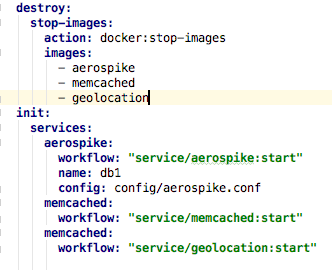 destroy:
  stop-images:
    action: docker:stop-images
    images:
      - aerospike
      - memcached
      - geolocation
init:
  services:
    aerospike:
      workflow: "service/aerospike:start"
      name: db1
      config: config/aerospike.conf
    memcached:
      workflow: "service/memcached:start"
    memcached:
      workflow: "service/geolocation:start"